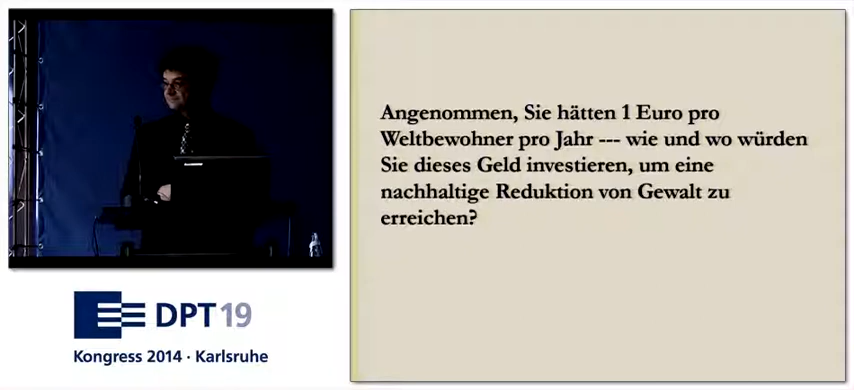 Angenommen, Sie hätten 1 Euro pro
Weltbewohner pro Jahr --- wie und wo würden
Sie dieses Geld investieren, um eine
nachhaltige Reduktion von Gewalt zu
erreichen?
DPT 19
Kongress 2014 · Karlsruhe